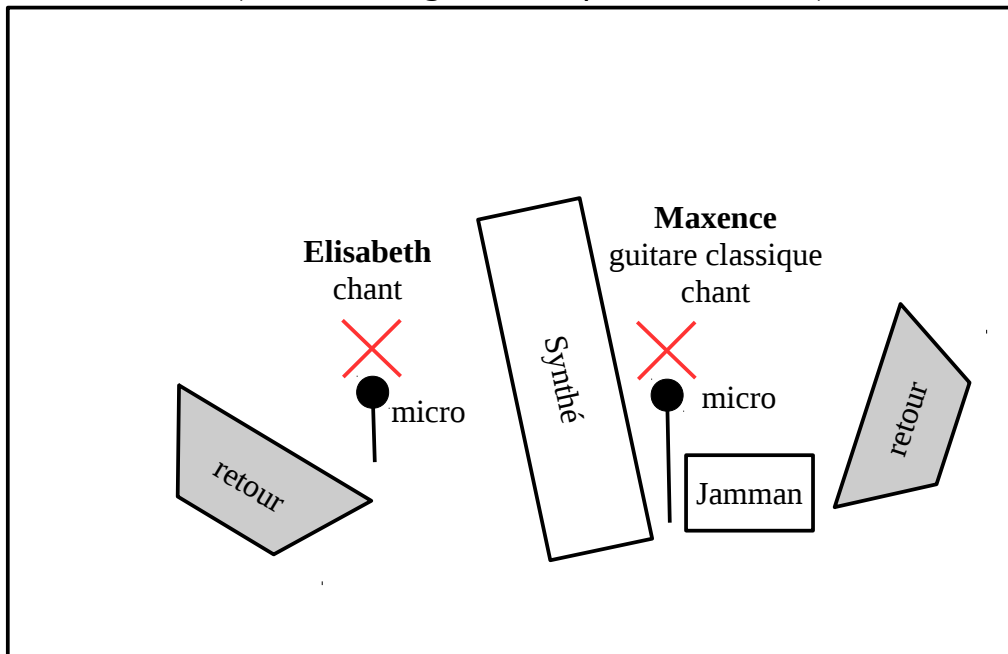 Elisabeth
chant
Maxence
guitare classique
chant
Synthé
micro
micro
retour
retour
Jamman